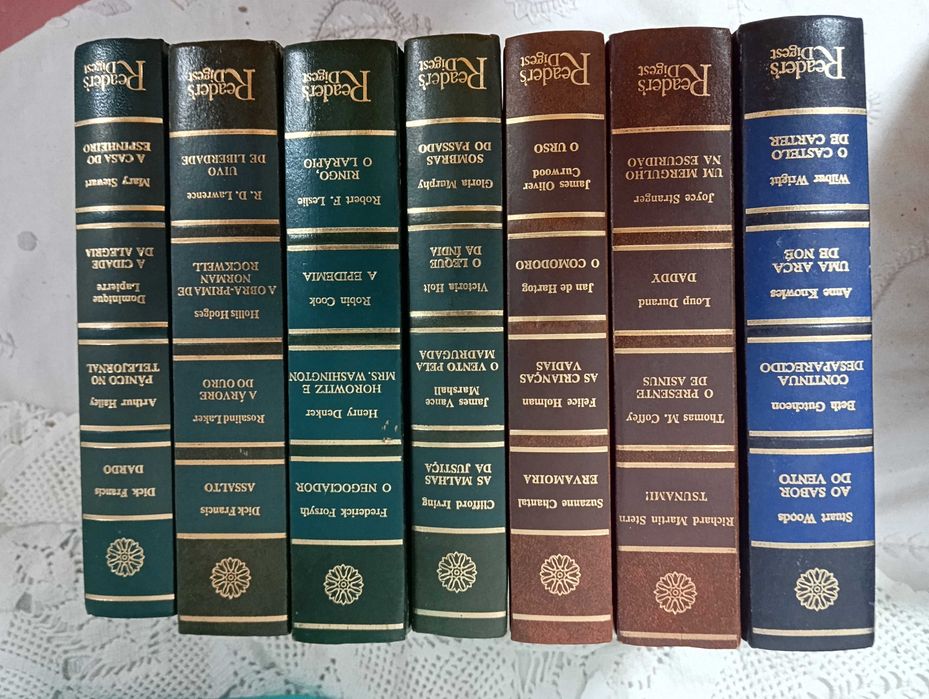 Stuart Woods
AO SABOR
DO VENTO
Beth Gutcheon
CONTINUA
DESAPARECIDO
Anne Knowles
UMA ARCA
DE NOÉ
Wilbur Wright
O CASTELO
DE CARTER
Reader's
Digest
Richard Martin Stern
TSUNAMI!
Thomas M. Coffey
O PRESENTE
DE ASINUS
Loup Durand
DADDY
Joyce Stranger
UM MERGULHO
NA ESCURIDÃO
Reader's
Digest
Suzanne Chantal
ERVAMOIRA
Felice Holman
AS CRIANÇAS
VADIAS
Jan de Hartog
O COMODORO
James Oliver
Curwood
O URSO
Reader's
Digest
Clifford Irving
AS MALHAS
DA JUSTIÇA
James Vance
Marshall
O VENTO PELA
MADRUGADA
Victoria Holt
O LEQUE
DA ÍNDIA
Gloria Murphy
SOMBRAS
DO PASSADO
Reader's
Digest
Frederick Forsyth
O NEGOCIADOR
Henry Denker
HOROWITZ E
MRS. WASHINGTON
Robin Cook
A EPIDEMIA
Robert F. Leslie
RINGO,
O LARÁPIO
Reader's
Digest
Dick Francis
ASSALTO
Rosalind Laker
A ÁRVORE
DO OURO
Hollis Hodges
A OBRA-PRIMA DE
NORMAN
ROCKWELL
R. D. Lawrence
UIVO
DE LIBERDADE
Reader's
Digest
Dick Francis
DARDO
Arthur Hailey
PÂNICO NO
TELEJORNAL
Dominique
Lapierre
A CIDADE
DA ALEGRIA
Mary Stewart
A CASA DO
ESPINHEIRO
Reader's
Digest